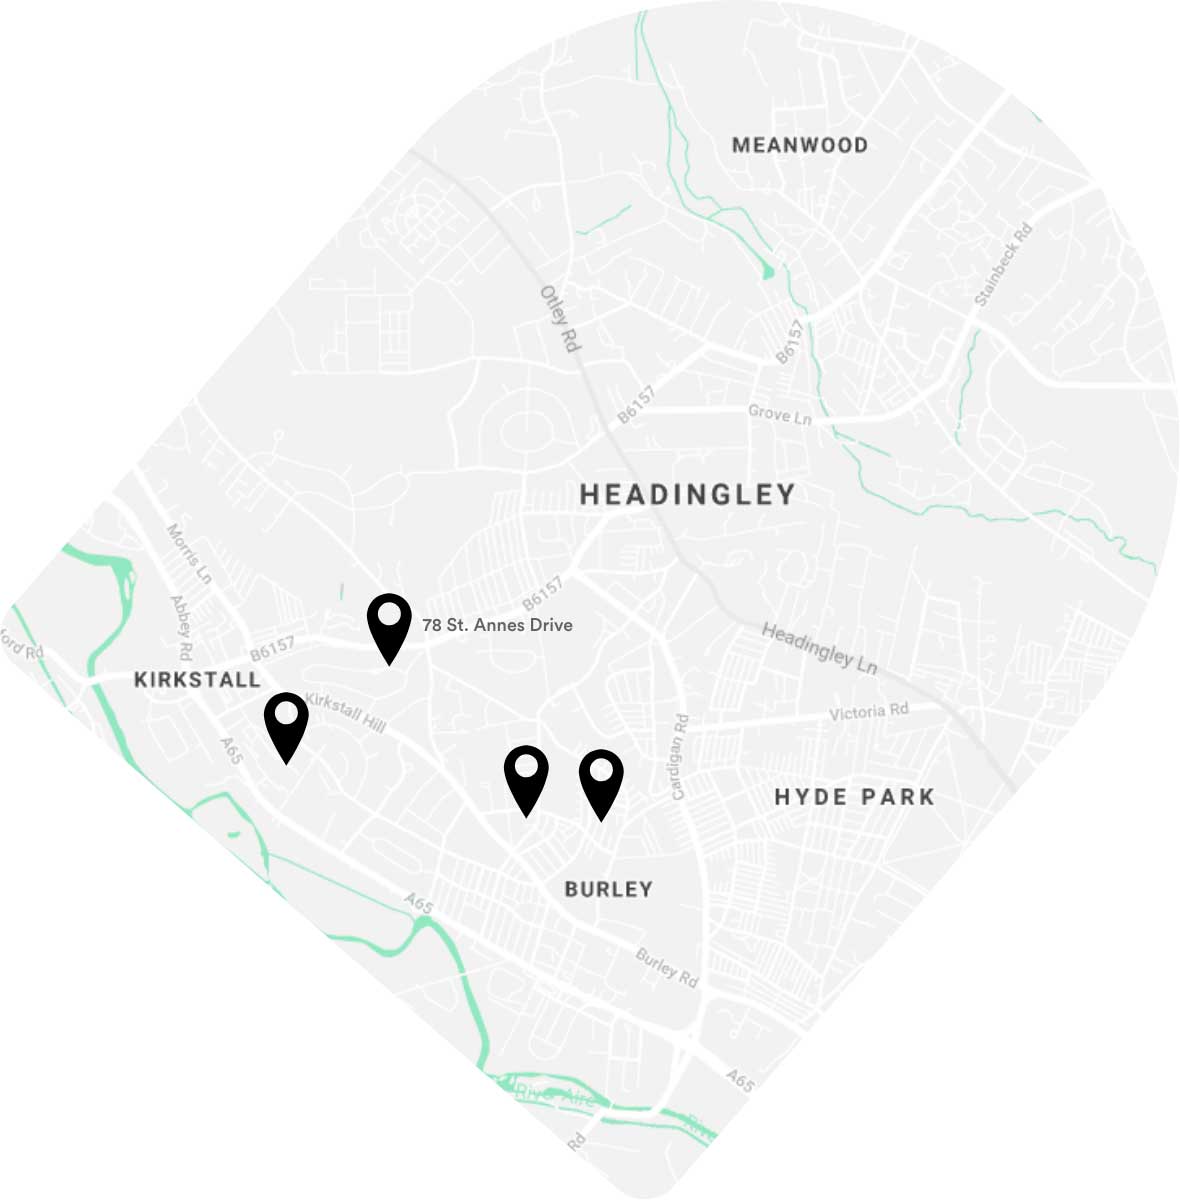 MEANWOOD
Stainbeck Rd
Otley Rd
B6157
B6157
Grove Ln
HEADINGLEY
Morris Ln
B6157
Abbey Rd
78 St. Annes Drive
Headingley Ln
ford Rd
B6157
KIRKSTALL
Kirkstall Hill
Victoria Rd
A65
Cardigan Rd
HYDE PARK
BURLEY
A65
Burley Rd
A65
River Aire
Rive
Rd